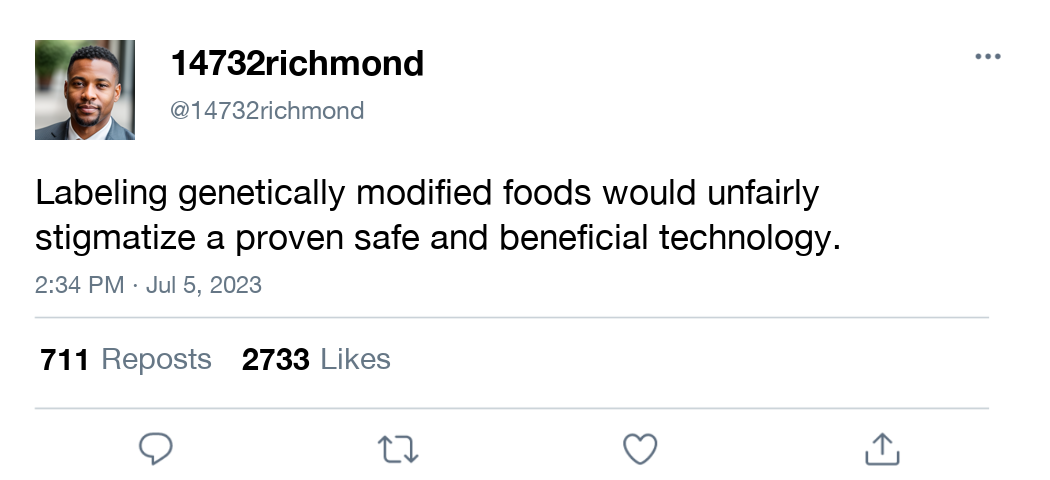 14732richmond
@14732richmond
Labeling genetically modified foods would unfairly
stigmatize a proven safe and beneficial technology.
2:34 PM · Jul 5, 2023
711 Reposts 2733 Likes